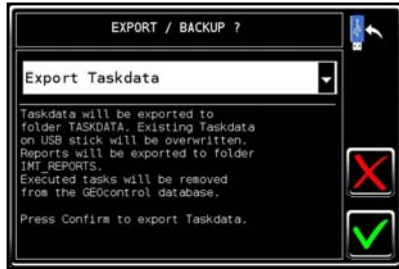 EXPORT / BACKUP ?
Export Taskdata
Taskdata will be exported to
folder TASKDATA. Existing Taskdata
on USB stick will be overwritten.
Reports will be exported to folder
IMT_REPORTS.
Executed tasks will be removed
from the GEOcontrol database.
Press Confirm to export Taskdata.